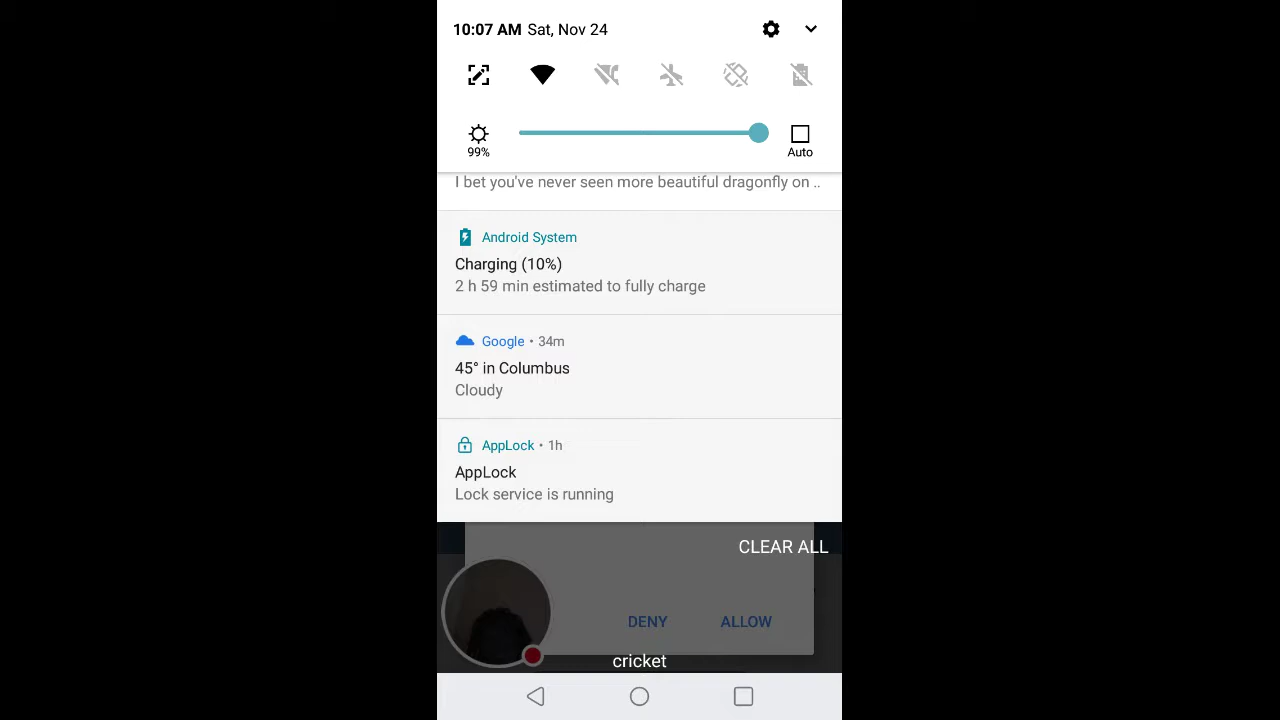 10:07 AM Sat, Nov 24
99%
Auto
I bet you've never seen more beautiful dragonfly on ..
Android System
Charging (10%)
2 h 59 min estimated to fully charge
Google • 34m
45° in Columbus
Cloudy
AppLock • 1h
AppLock
Lock service is running
CLEAR ALL
DENY ALLOW
cricket